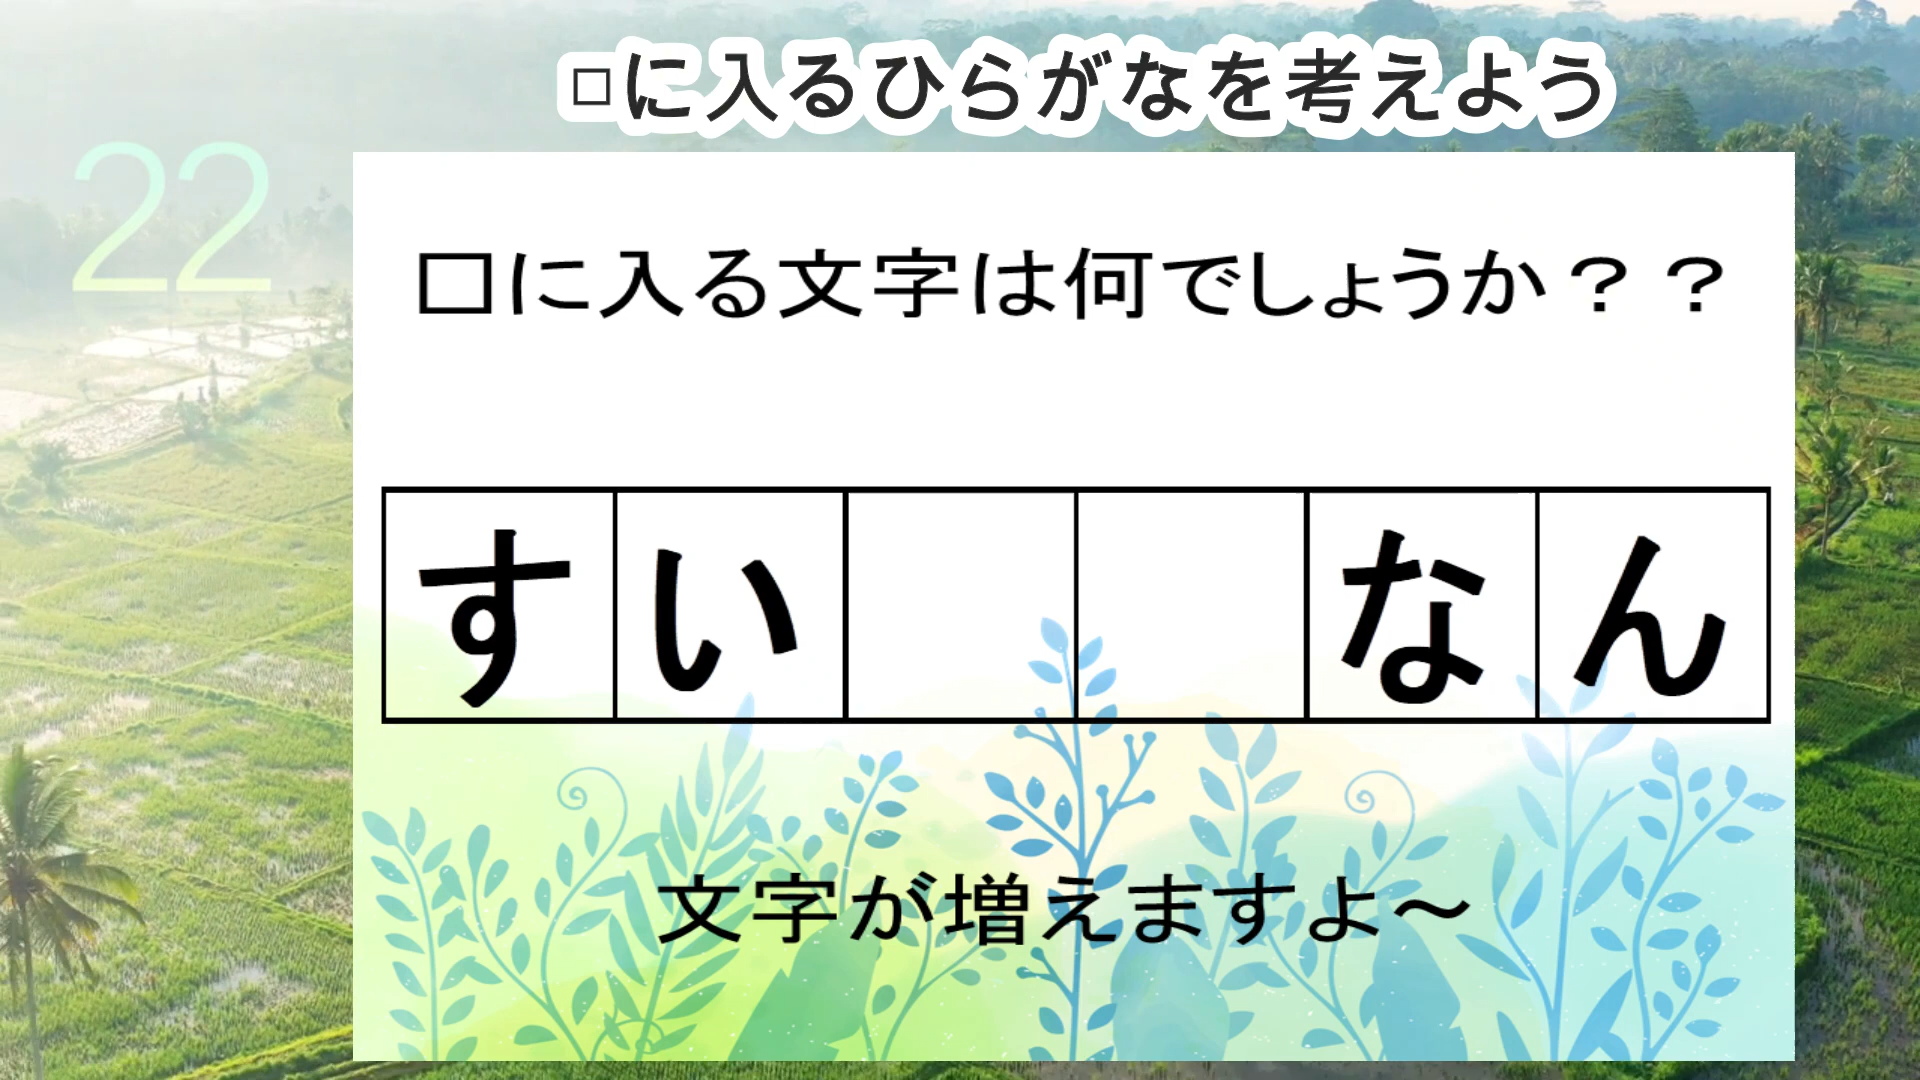 □に入るひらがなを考えよう
22
□に入る文字は何でしょうか？？
すい　　なん
文字が増えますよ～